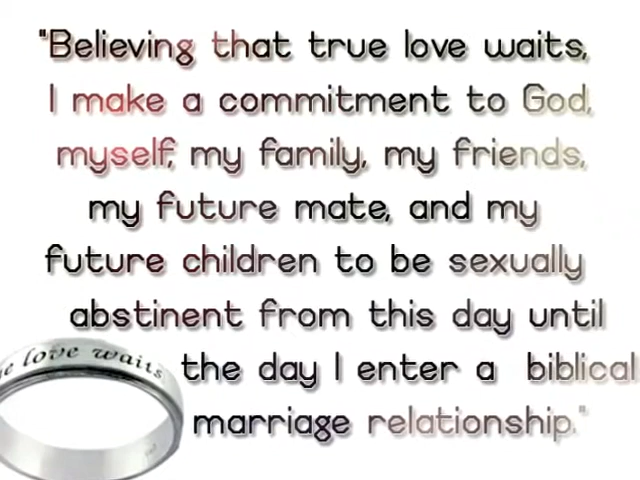 "Believing that true love waits,
I make a commitment to God,
myself, my family, my friends,
my future mate, and my
future children to be sexually
abstinent from this day until
the day I enter a biblical
marriage relationship."
love waits